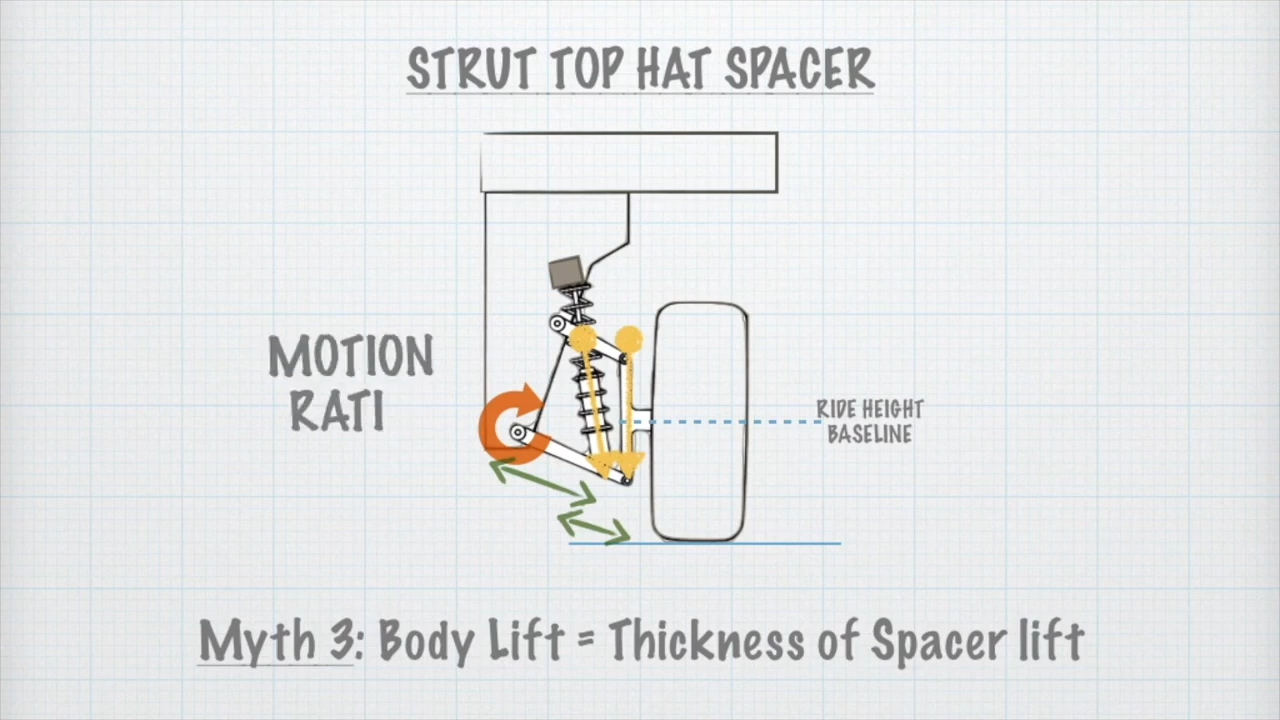 STRUT TOP HAT SPACER
MOTION
RATI
RIDE HEIGHT
BASELINE
Myth 3: Body Lift = Thickness of Spacer lift